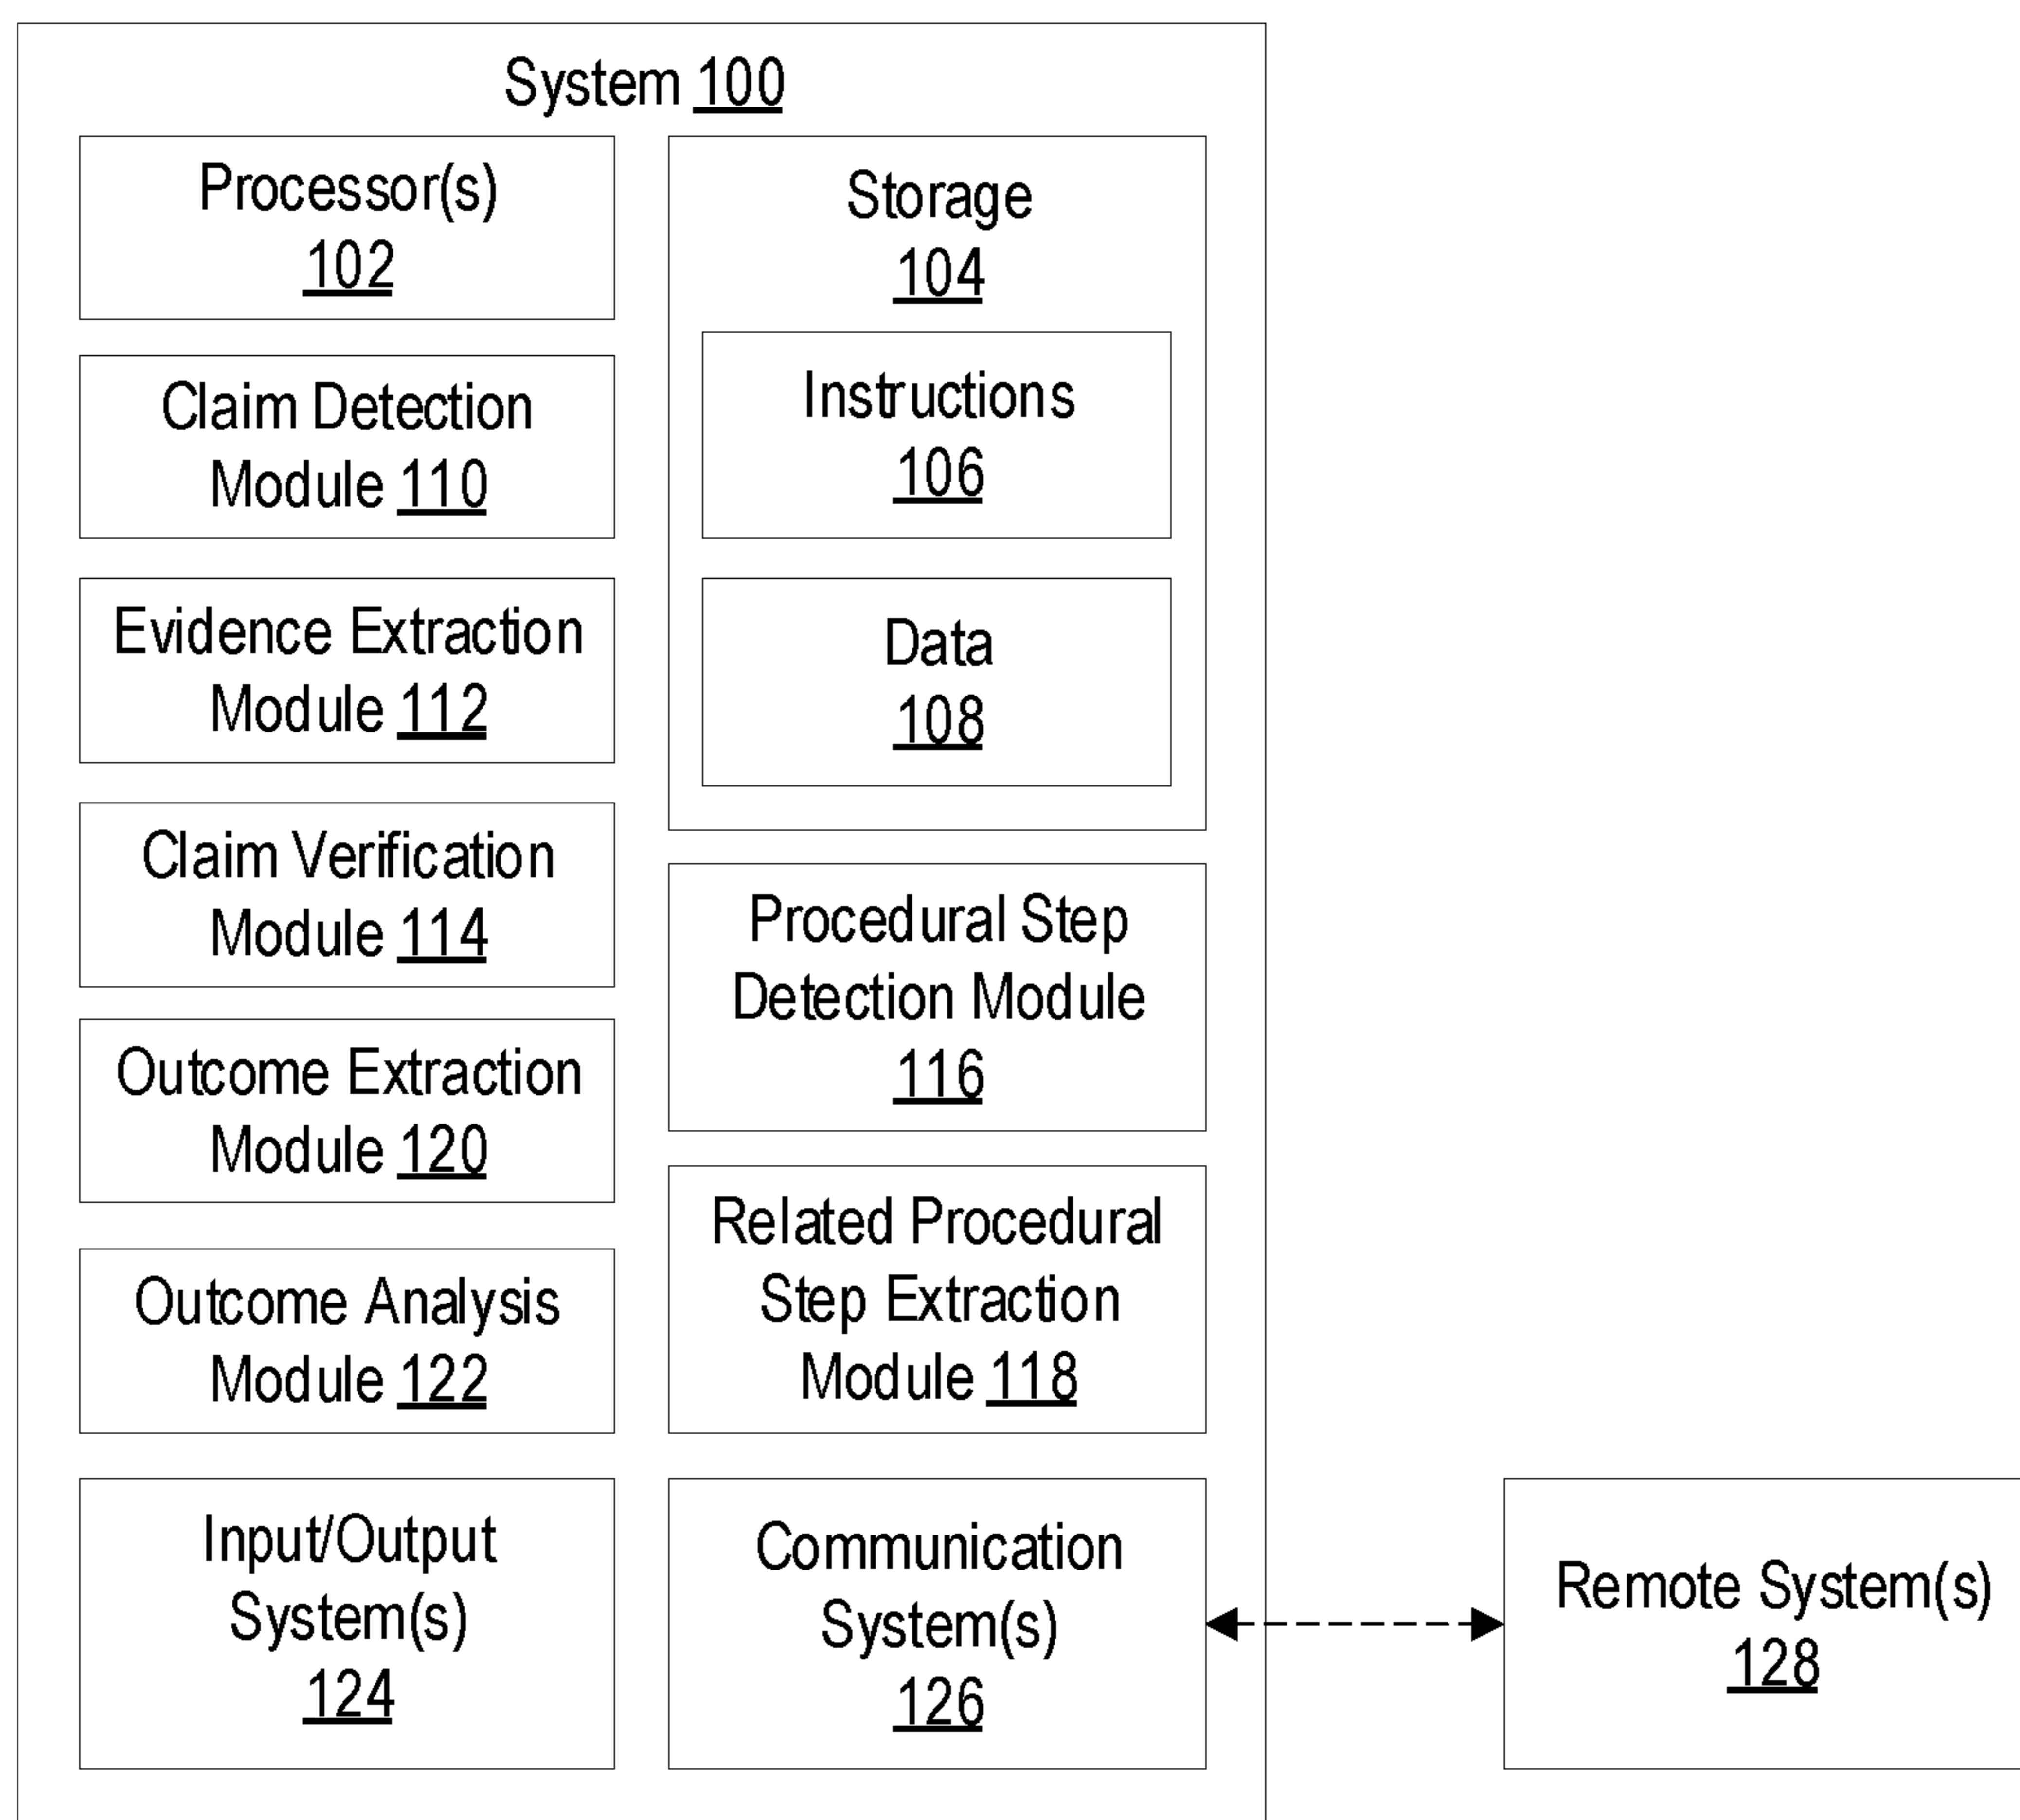 System 100
Processor(s)
102
Claim Detection
Module 110
Evidence Extraction
Module 112
Claim Verification
Module 114
Outcome Extraction
Module 120
Outcome Analysis
Module 122
Input/Output
System(s)
124
Storage
104
Instructions
106
Data
108
Procedural Step
Detection Module
116
Related Procedural
Step Extraction
Module 118
Communication
System(s)
126
Remote System(s)
128